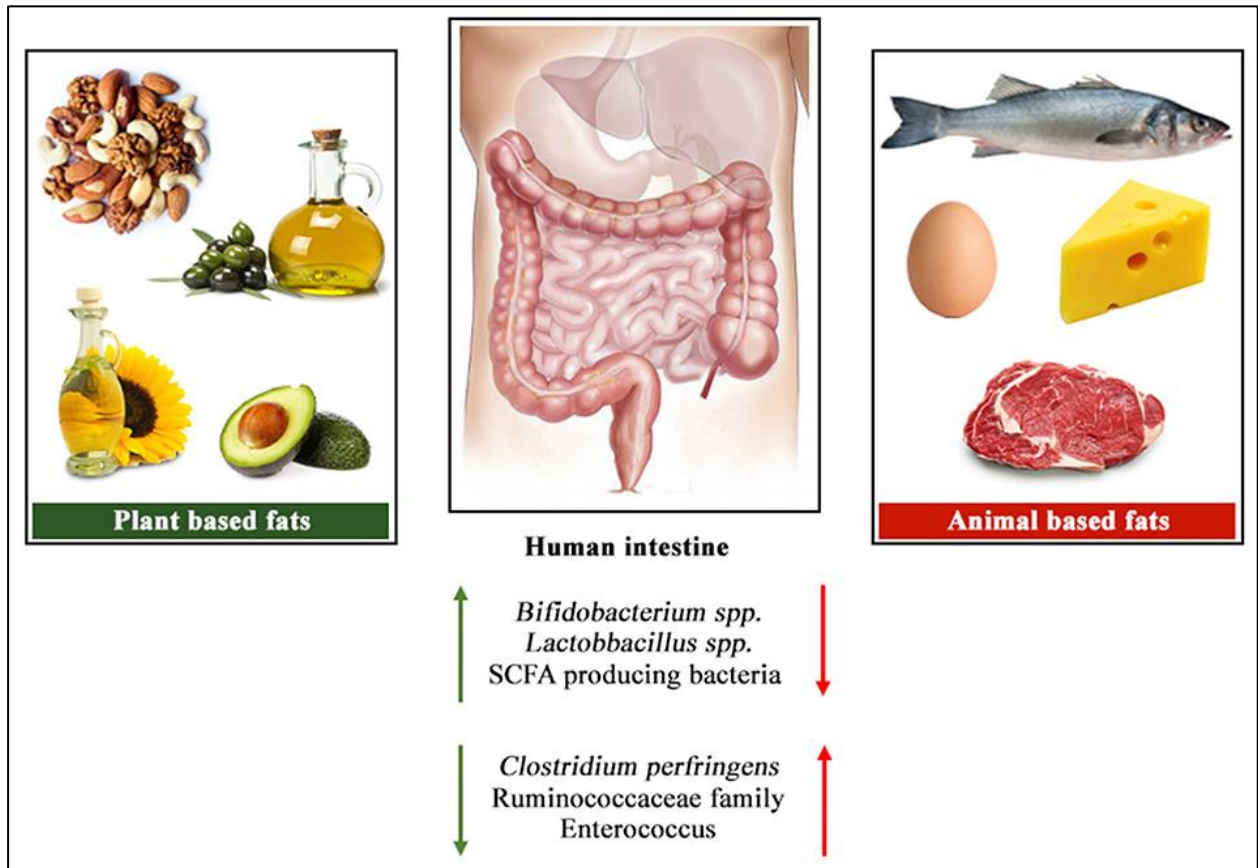 Plant based fats
Animal based fats
Human intestine
Bifidobacterium spp.
Lactobbacillus spp.
SCFA producing bacteria
Clostridium perfringens
Ruminococcaceae family
Enterococcus